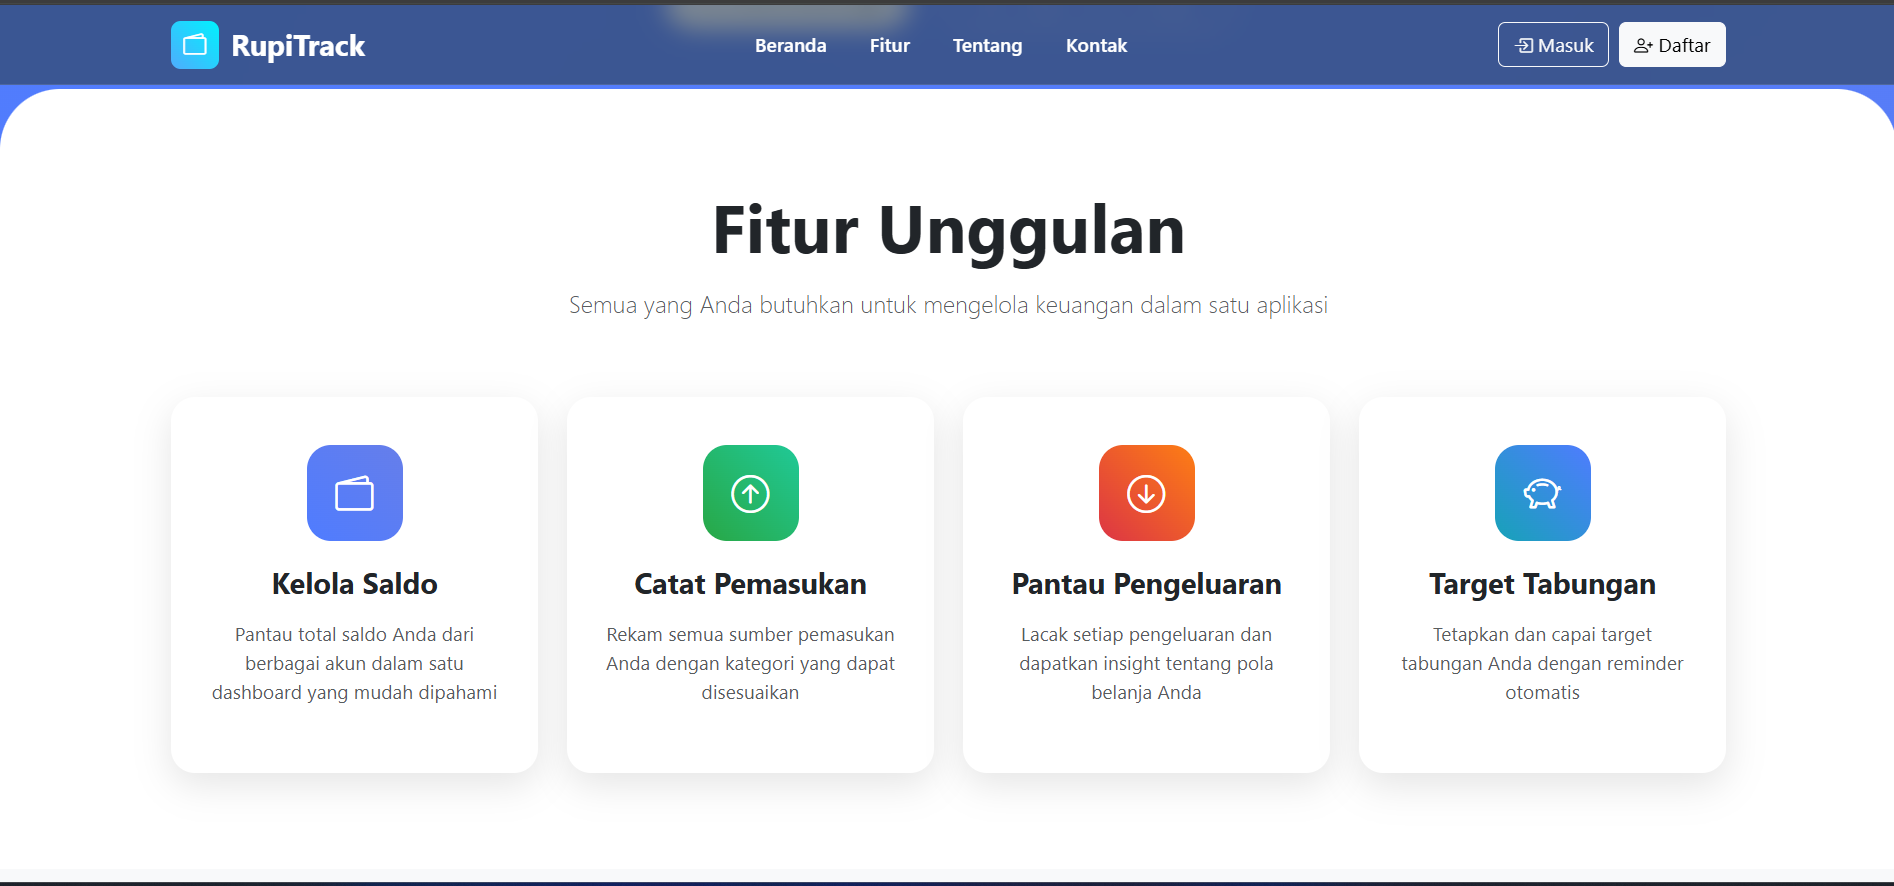 RupiTrack
Beranda
Fitur
Tentang
Kontak
Masuk
Daftar
Fitur Unggulan
Semua yang Anda butuhkan untuk mengelola keuangan dalam satu aplikasi
Kelola Saldo
Pantau total saldo Anda dari
berbagai akun dalam satu
dashboard yang mudah dipahami
Catat Pemasukan
Rekam semua sumber pemasukan
Anda dengan kategori yang dapat
disesuaikan
Pantau Pengeluaran
Lacak setiap pengeluaran dan
dapatkan insight tentang pola
belanja Anda
Target Tabungan
Tetapkan dan capai target
tabungan Anda dengan reminder
otomatis